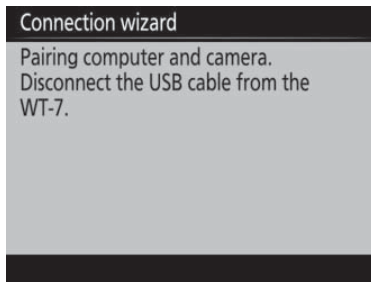 Connection wizard
Pairing computer and camera.
Disconnect the USB cable from the
WT-7.